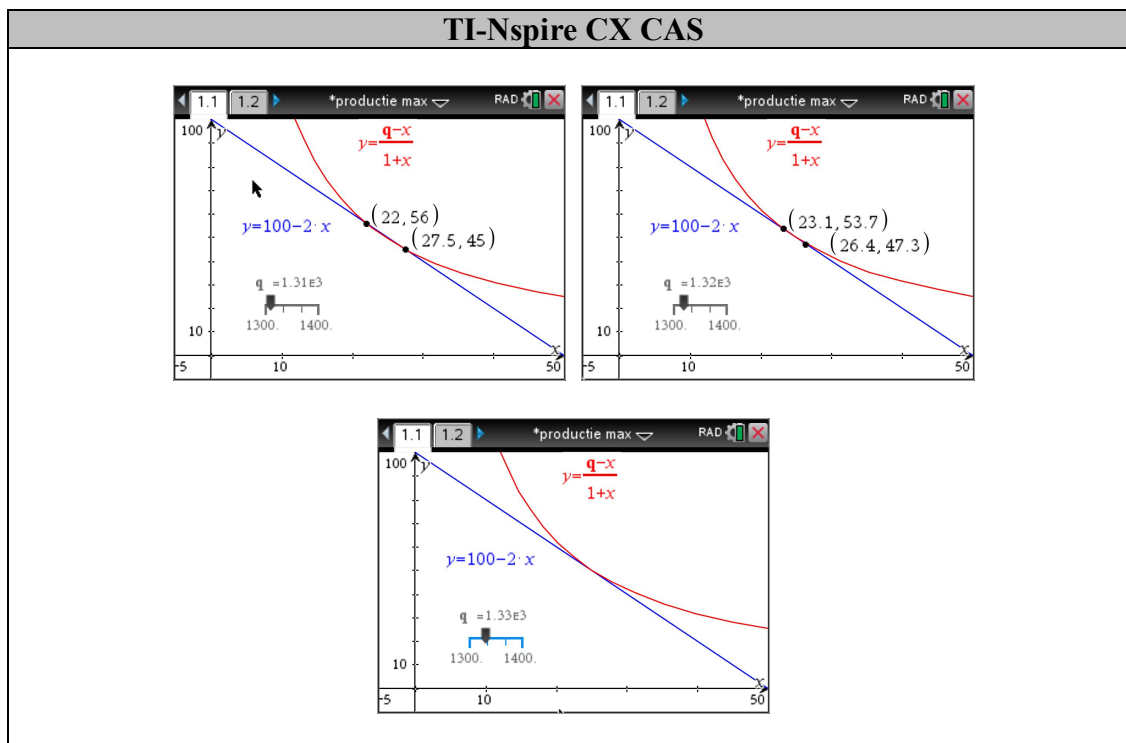 TI-Nspire CX CAS
1.1 1.2 *productie max RAD
100 y
y=q-x/1+x
(22,56)
y=100-2·x
(27.5,45)
q =1.31E3
1300. 1400.
10
x
-5 10 50
1.1 1.2 *productie max RAD
100 y
y=q-x/1+x
(23.1,53.7)
y=100-2·x
(26.4,47.3)
q =1.32E3
1300. 1400.
10
x
-5 10 50
1.1 1.2 *productie max RAD
100 y
y=q-x/1+x
y=100-2·x
q =1.33E3
1300. 1400.
10
x
-5 10 50